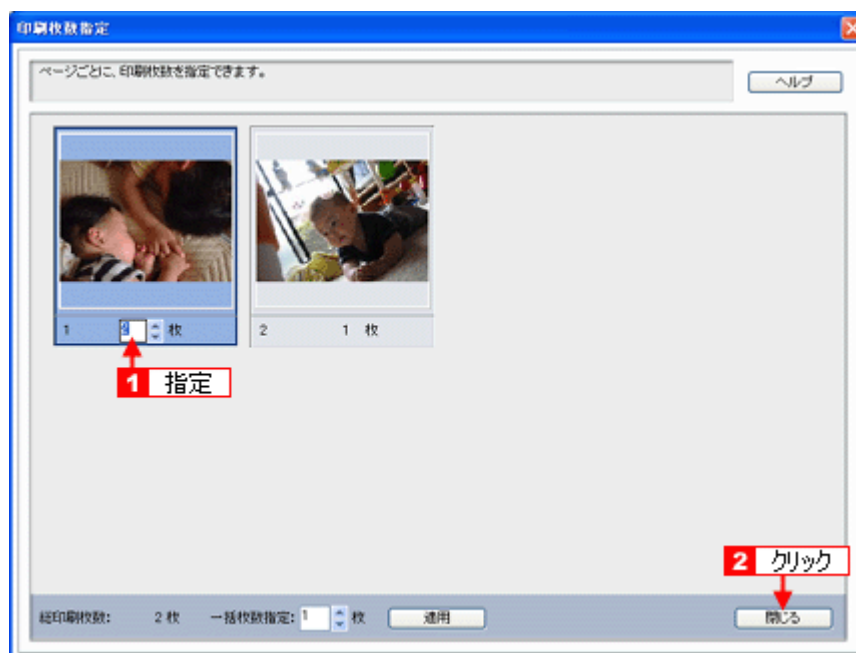 印刷枚数指定
ページごとに、印刷枚数を指定できます。
ヘルプ
1 枚
2 1 枚
1 指定
2 クリック
総印刷枚数: 2 枚 一括枚数指定: 1 枚 適用 閉じる